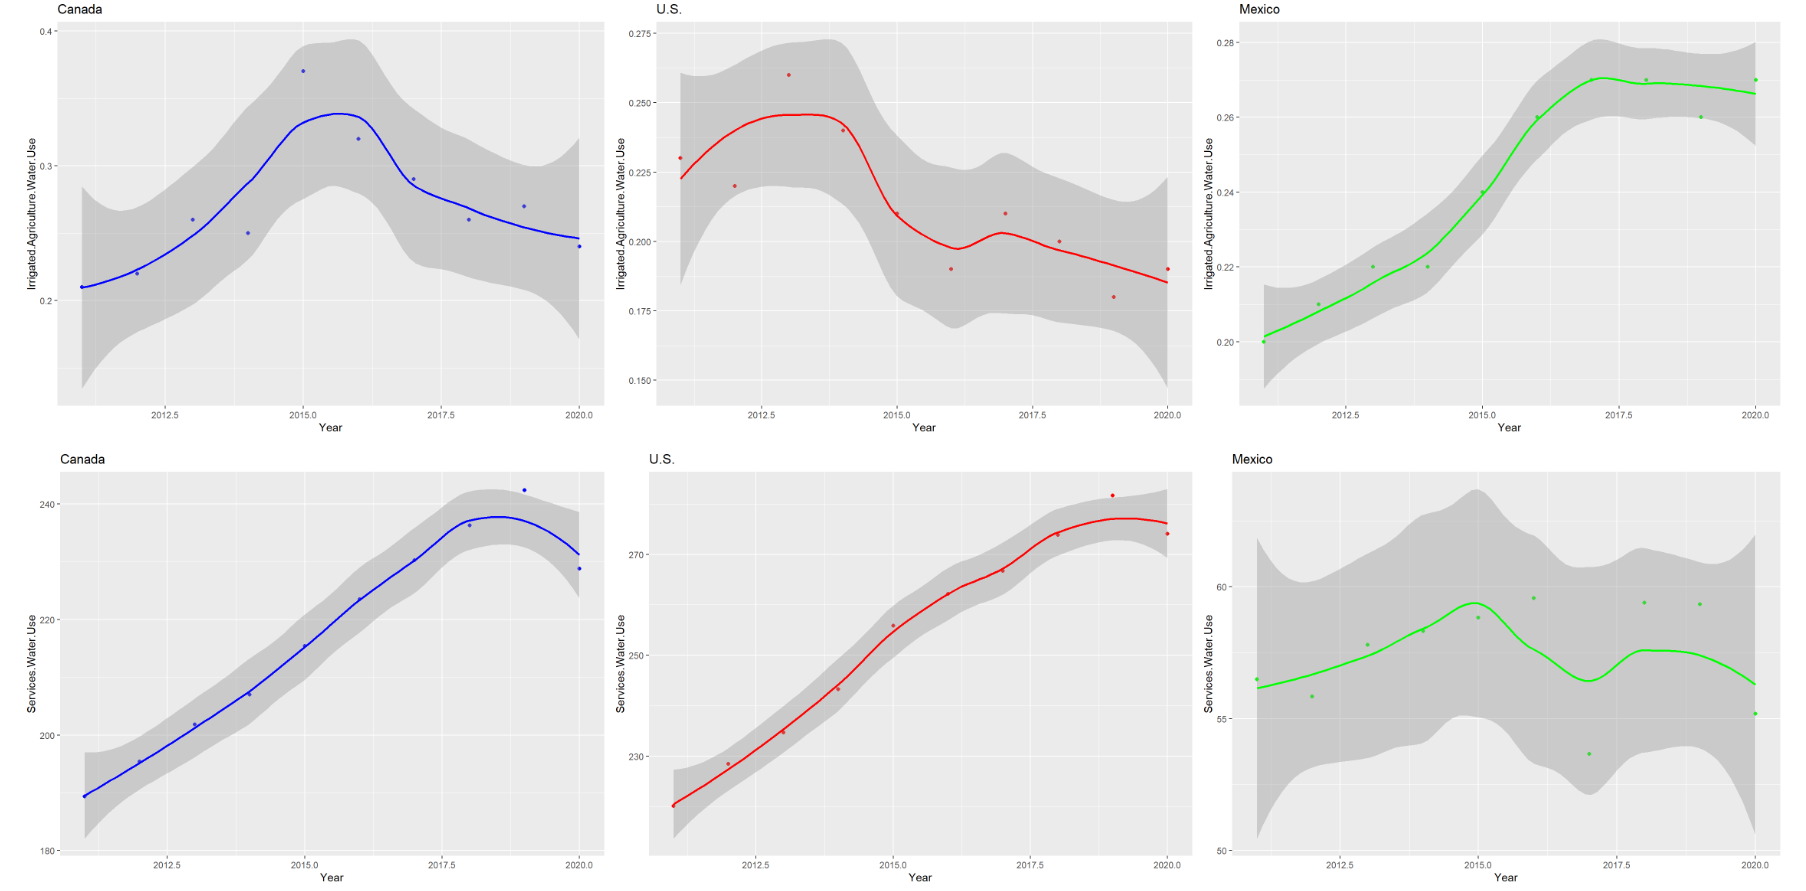 Canada
U.S.
Mexico
Irrigated.Agriculture.Water.Use
0.4
0.3
0.2
2012.5
2015.0
2017.5
2020.0
Year
Irrigated.Agriculture.Water.Use
0.275
0.250
0.225
0.200
0.175
0.150
2012.5
2015.0
2017.5
2020.0
Year
Irrigated.Agriculture.Water.Use
0.28
0.26
0.24
0.22
0.20
2012.5
2015.0
2017.5
2020.0
Year
Canada
U.S.
Mexico
Services.Water.Use
240
220
200
180
2012.5
2015.0
2017.5
2020.0
Year
Services.Water.Use
270
250
230
2012.5
2015.0
2017.5
2020.0
Year
Services.Water.Use
60
55
50
2012.5
2015.0
2017.5
2020.0
Year